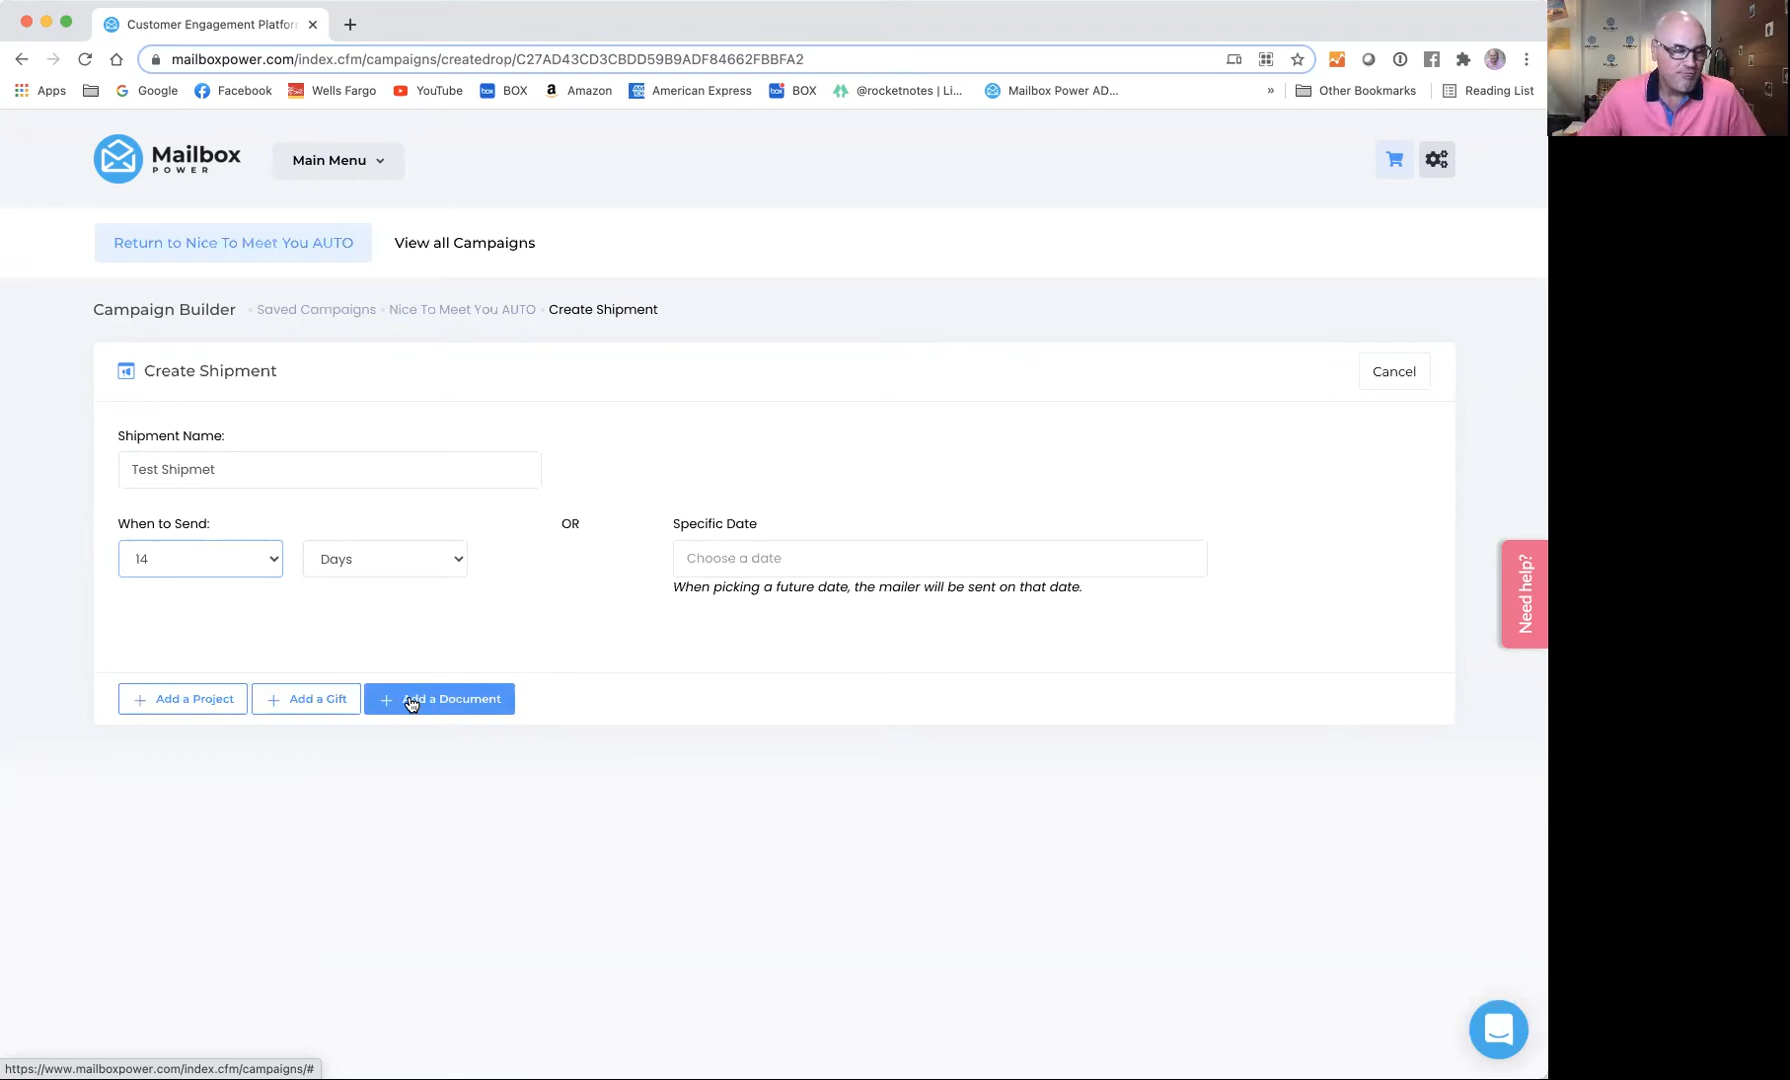 Customer Engagement Platfor
mailboxpower.com/index.cfm/campaigns/createdrop/C27AD43CD3CBDD59B9ADF84662FBBFA2
Apps Google Facebook Wells Fargo YouTube BOX Amazon American Express BOX @rocketnotes | Li... Mailbox Power AD... » Other Bookmarks Reading List
Mailbox
POWER
Main Menu
Return to Nice To Meet You AUTO View all Campaigns
Campaign Builder • Saved Campaigns • Nice To Meet You AUTO • Create Shipment
Create Shipment Cancel
Shipment Name:
Test Shipmet
When to Send: OR Specific Date
14 Days Choose a date
When picking a future date, the mailer will be sent on that date.
Need help?
+ Add a Project + Add a Gift + Add a Document
https://www.mailboxpower.com/index.cfm/campaigns/#